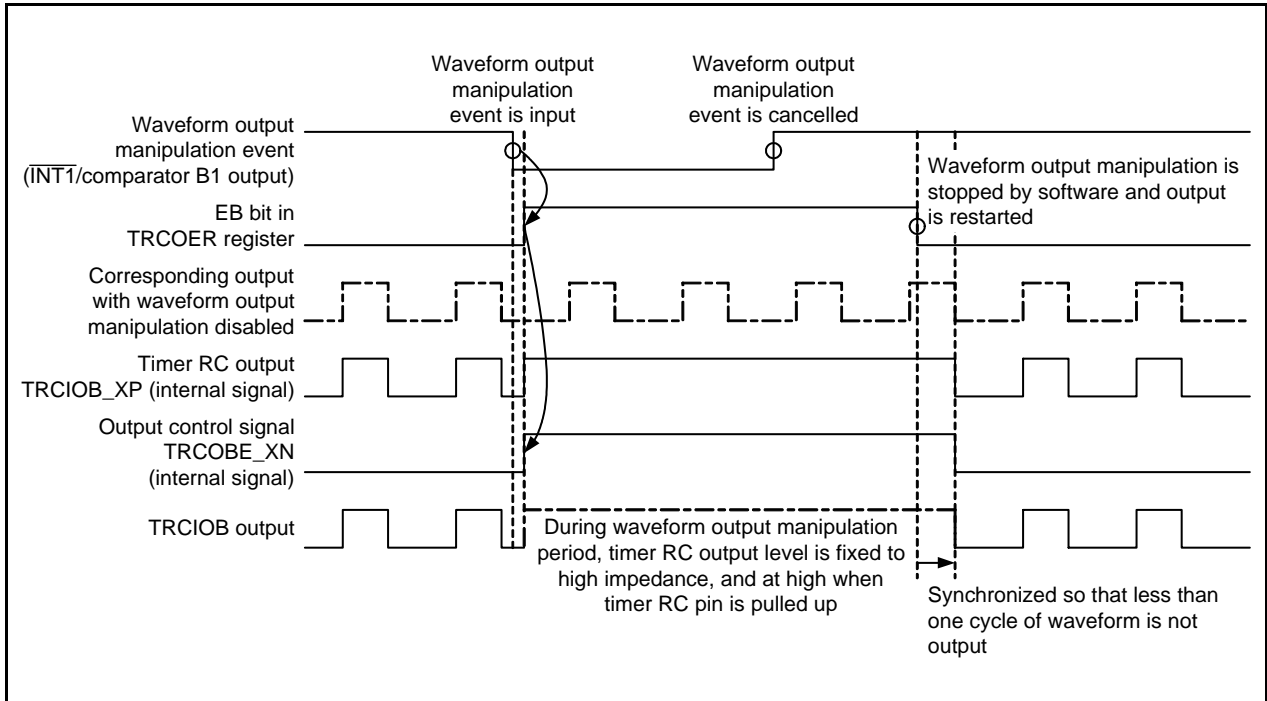 Waveform output
manipulation
event is input
Waveform output
manipulation
event is cancelled
Waveform output
manipulation event
(INT1/comparator B1 output)
Waveform output manipulation is
stopped by software and output
is restarted
EB bit in
TRCOER register
Corresponding output
with waveform output
manipulation disabled
Timer RC output
TRCIOB_XP (internal signal)
Output control signal
TRCOBE_XN
(internal signal)
TRCIOB output
During waveform output manipulation
period, timer RC output level is fixed to
high impedance, and at high when
timer RC pin is pulled up
Synchronized so that less than
one cycle of waveform is not
output